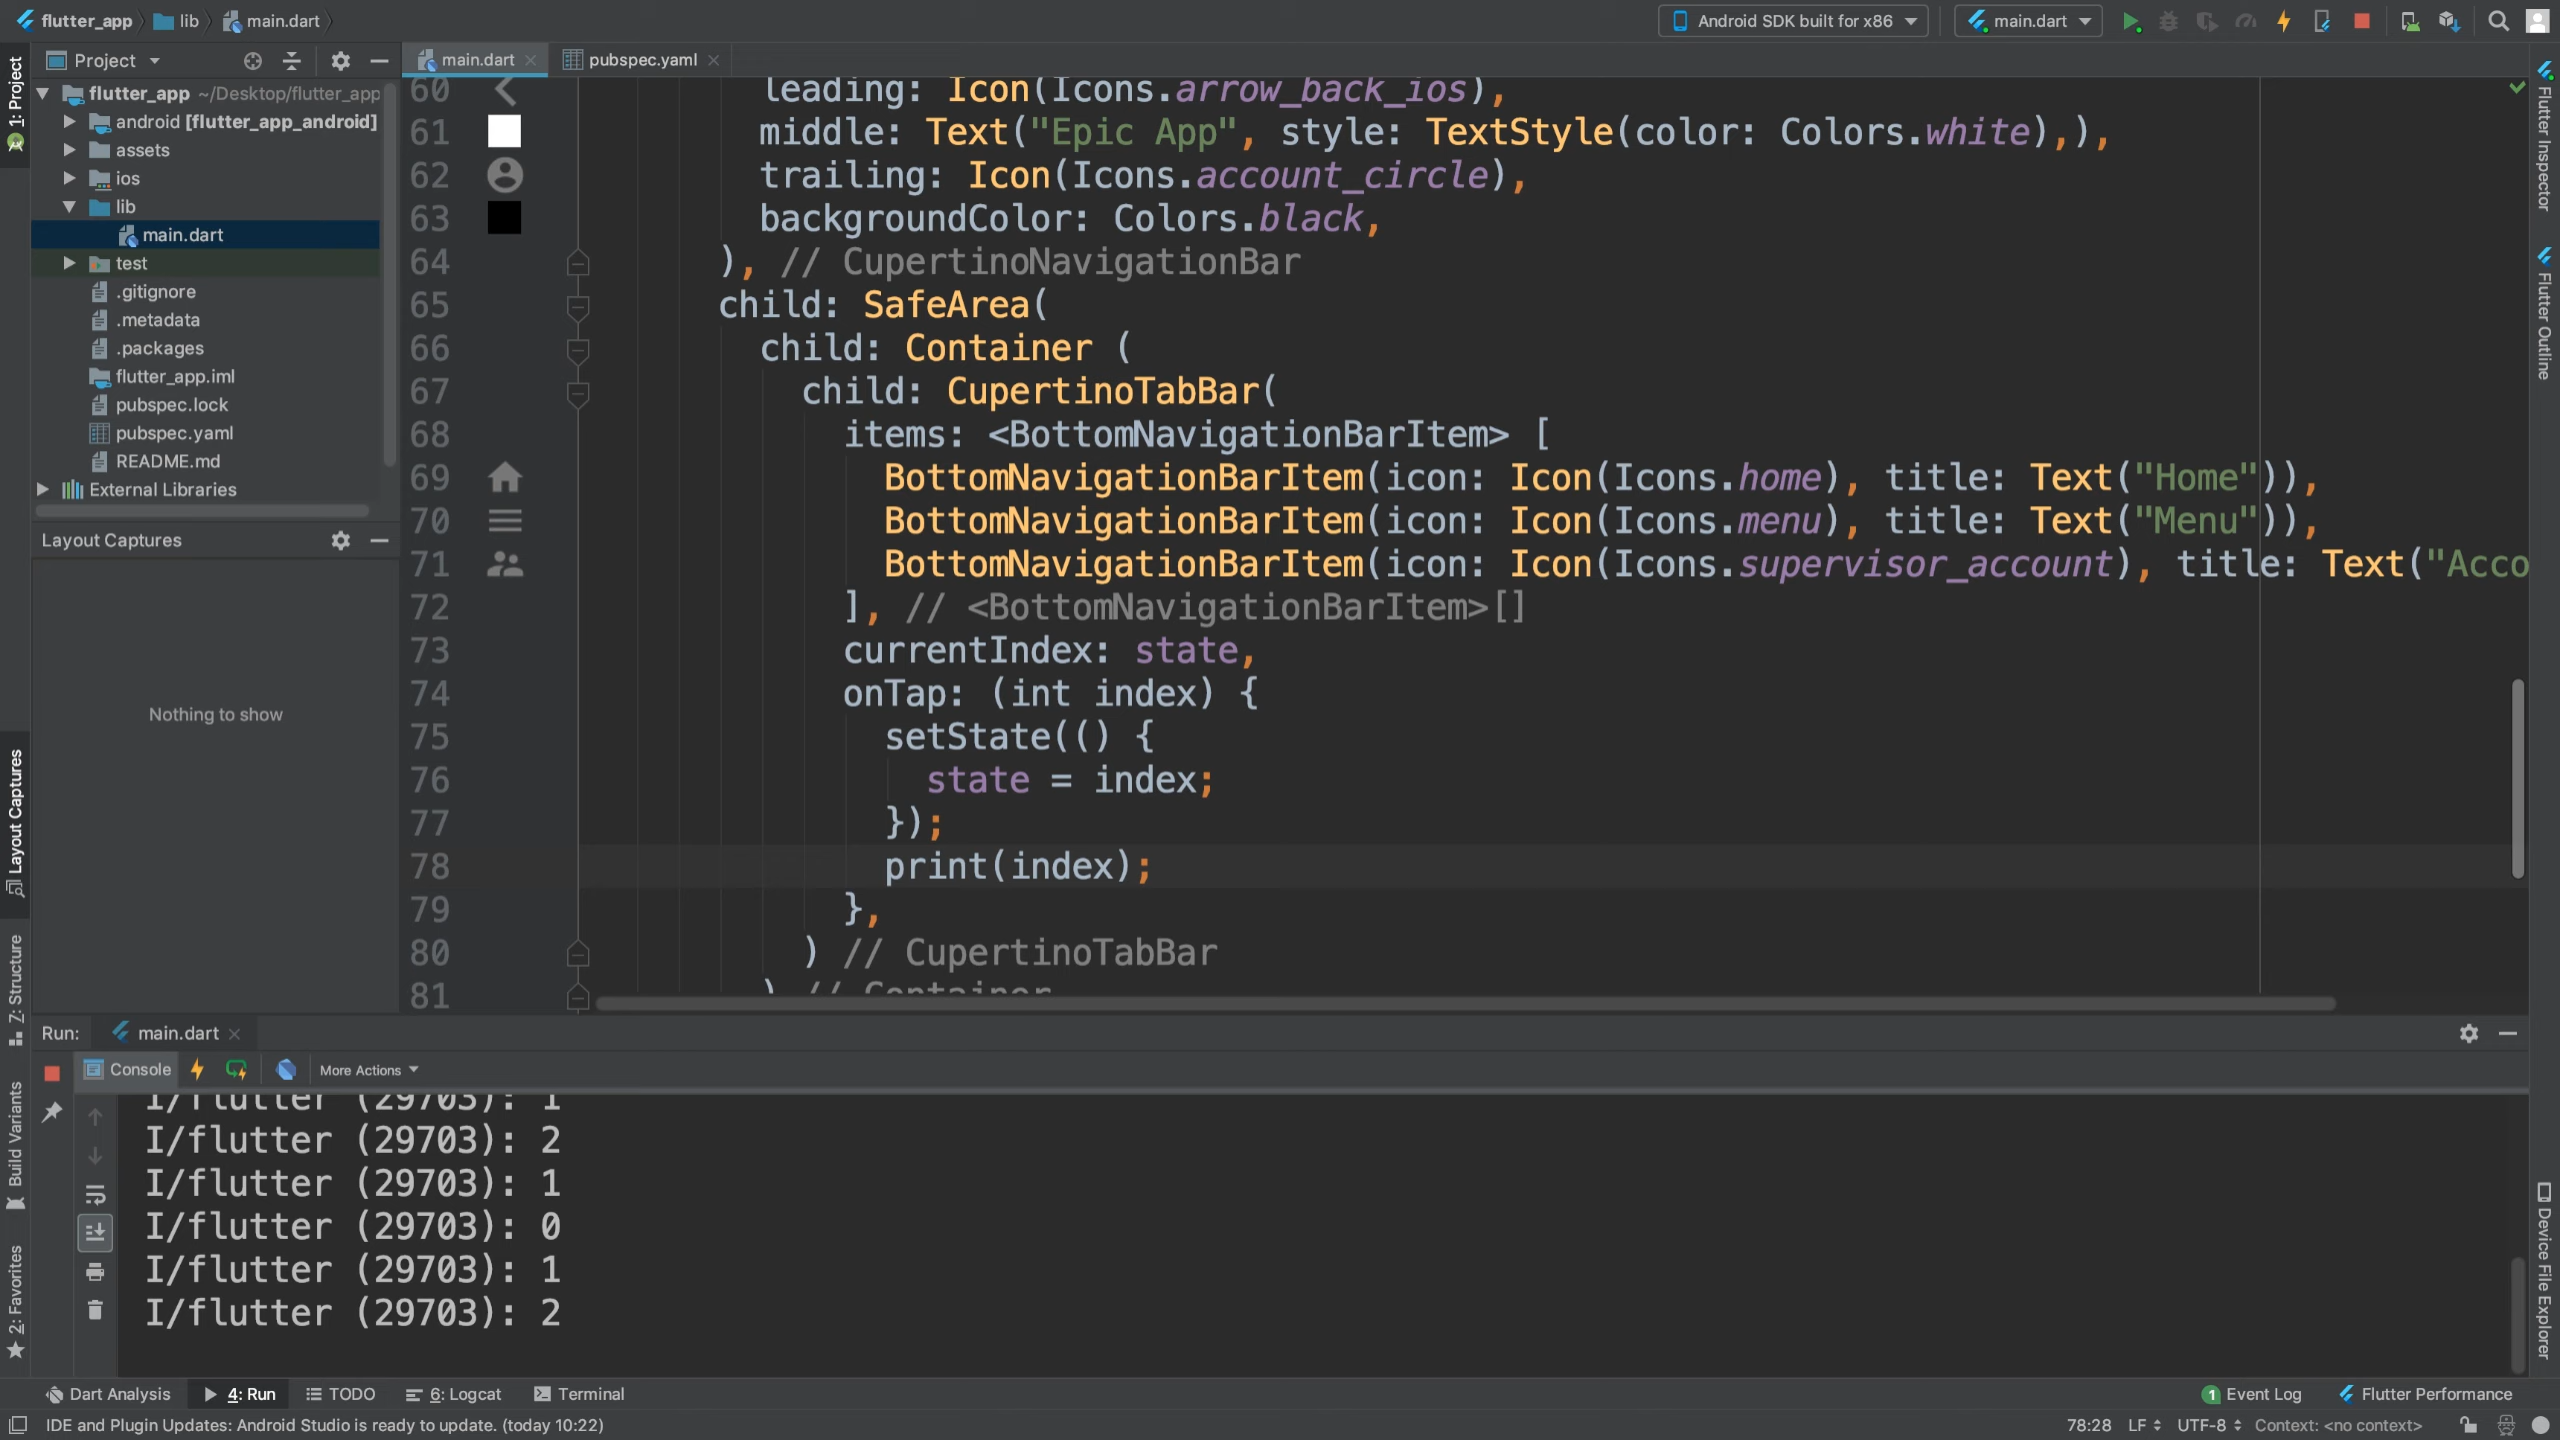 flutter_app lib main.dart
Android SDK built for x86 main.dart
Project
main.dart pubspec.yaml
flutter_app ~/Desktop/flutter_app
android [flutter_app_android]
assets
ios
lib
main.dart
test
.gitignore
.metadata
.packages
flutter_app.iml
pubspec.lock
pubspec.yaml
README.md
External Libraries
Layout Captures
Nothing to show
1: Project
Layout Captures
Z: Structure
Build Variants
2: Favorites
60 leading: Icon(Icons.arrow_back_ios),
61 middle: Text("Epic App", style: TextStyle(color: Colors.white),),
62 trailing: Icon(Icons.account_circle),
63 backgroundColor: Colors.black,
64 ), // CupertinoNavigationBar
65 child: SafeArea(
66 child: Container (
67 child: CupertinoTabBar(
68 items: <BottomNavigationBarItem> [
69 BottomNavigationBarItem(icon: Icon(Icons.home), title: Text("Home")),
70 BottomNavigationBarItem(icon: Icon(Icons.menu), title: Text("Menu")),
71 BottomNavigationBarItem(icon: Icon(Icons.supervisor_account), title: Text("Acco
72 ], // <BottomNavigationBarItem>[]
73 currentIndex: state,
74 onTap: (int index) {
75 setState(() {
76 state = index;
77 });
78 print(index);
79 },
80 ) // CupertinoTabBar
81 ) // Container
Flutter Inspector
Flutter Outline
Device File Explorer
Run: main.dart
Console More Actions
I/flutter (29703): 1
I/flutter (29703): 2
I/flutter (29703): 1
I/flutter (29703): 0
I/flutter (29703): 1
I/flutter (29703): 2
Dart Analysis 4: Run TODO 6: Logcat Terminal 1 Event Log Flutter Performance
IDE and Plugin Updates: Android Studio is ready to update. (today 10:22) 78:28 LF UTF-8 Context: <no context>